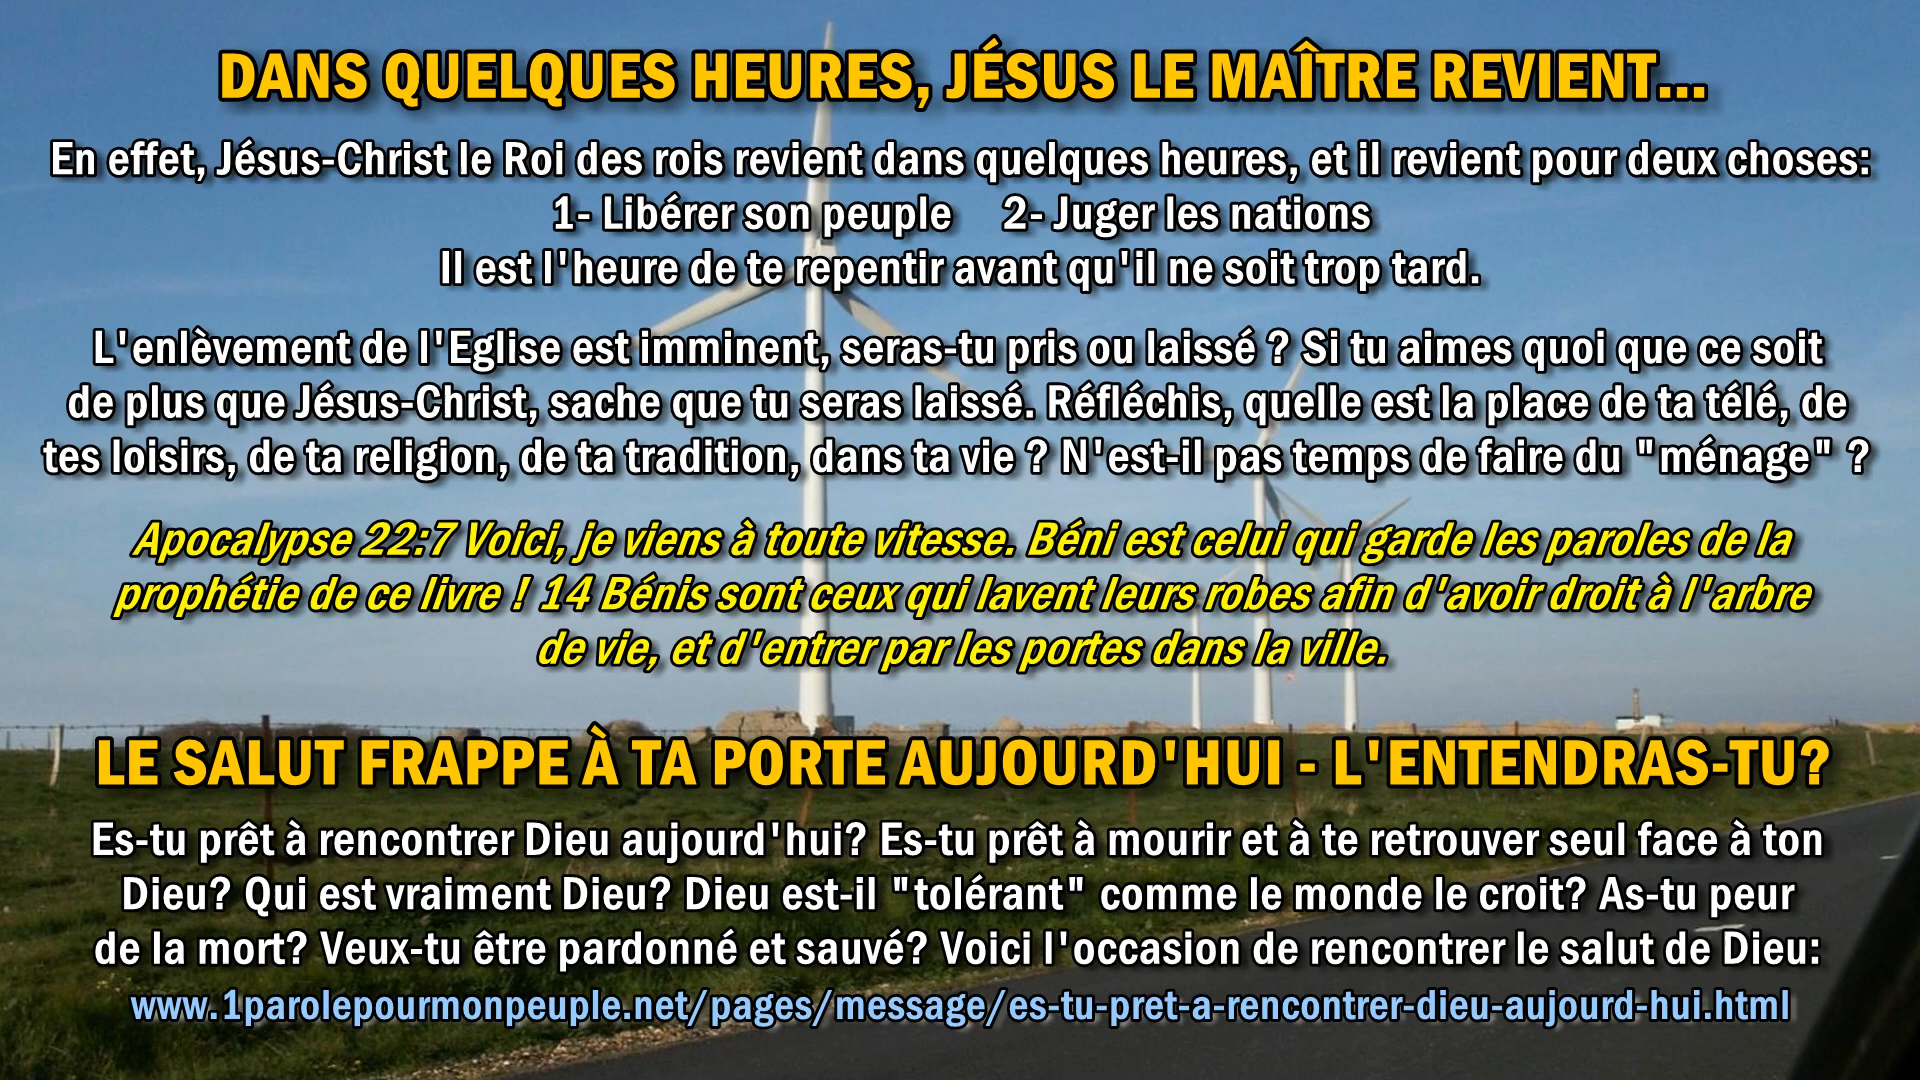 DANS QUELQUES HEURES, JÉSUS LE MAÎTRE REVIENT...
En effet, Jésus-Christ le Roi des rois revient dans quelques heures, et il revient pour deux choses:
1- Libérer son peuple 2- Juger les nations
Il est l'heure de te repentir avant qu'il ne soit trop tard.
L'enlèvement de l'Eglise est imminent, seras-tu pris ou laissé ? Si tu aimes quoi que ce soit
de plus que Jésus-Christ, sache que tu seras laissé. Réfléchis, quelle est la place de ta télé, de
tes loisirs, de ta religion, de ta tradition, dans ta vie ? N'est-il pas temps de faire du "ménage" ?
Apocalypse 22:7 Voici, je viens à toute vitesse. Béni est celui qui garde les paroles de la
prophétie de ce livre ! 14 Bénis sont ceux qui lavent leurs robes afin d'avoir droit à l'arbre
de vie, et d'entrer par les portes dans la ville.
LE SALUT FRAPPE À TA PORTE AUJOURD'HUI - L'ENTENDRAS-TU?
Es-tu prêt à rencontrer Dieu aujourd'hui? Es-tu prêt à mourir et à te retrouver seul face à ton
Dieu? Qui est vraiment Dieu? Dieu est-il "tolérant" comme le monde le croit? As-tu peur
de la mort? Veux-tu être pardonné et sauvé? Voici l'occasion de rencontrer le salut de Dieu:
www.1parolepourmonpeuple.net/pages/message/es-tu-pret-a-rencontrer-dieu-aujourd-hui.html